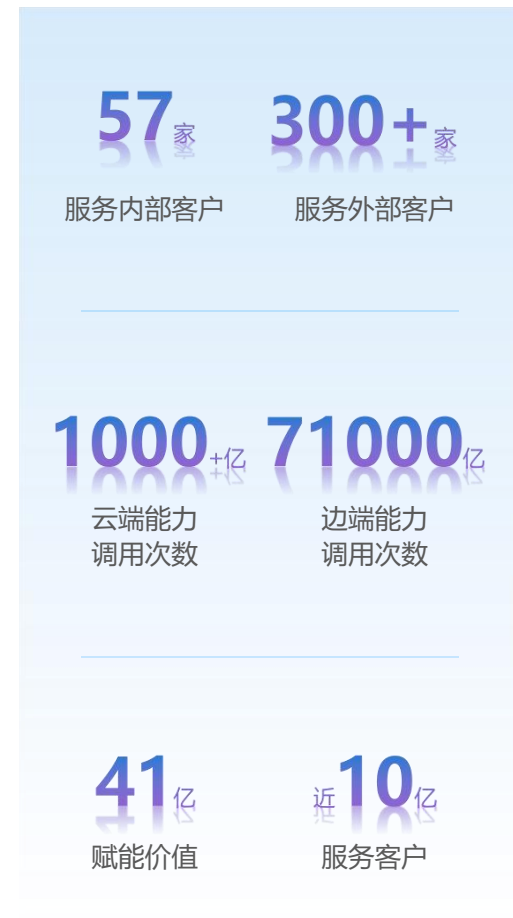 57家 300+家
服务内部客户 服务外部客户
1000+亿 71000亿
云端能力 边端能力
调用次数 调用次数
41亿 近10亿
赋能价值 服务客户